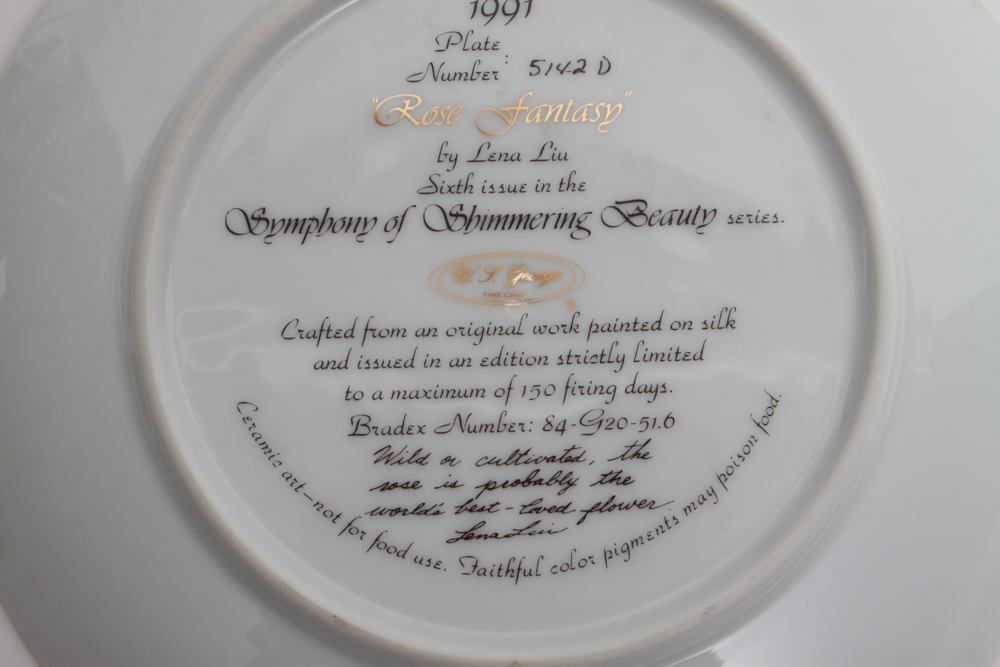 1991
Plate
Number: 5142 D
"Rose Fantasy"
by Lena Liu
Sixth issue in the
Symphony of Shimmering Beauty series.
W. S. George
FINE CHINA
Crafted from an original work painted on silk
and issued in an edition strictly limited
to a maximum of 150 firing days.
Bradex Number: 84-G20-51.6
Wild or cultivated, the
rose is probably the
world's best-loved flower
Lena Liu
Ceramic art—not for food use. Faithful color pigments may poison food.